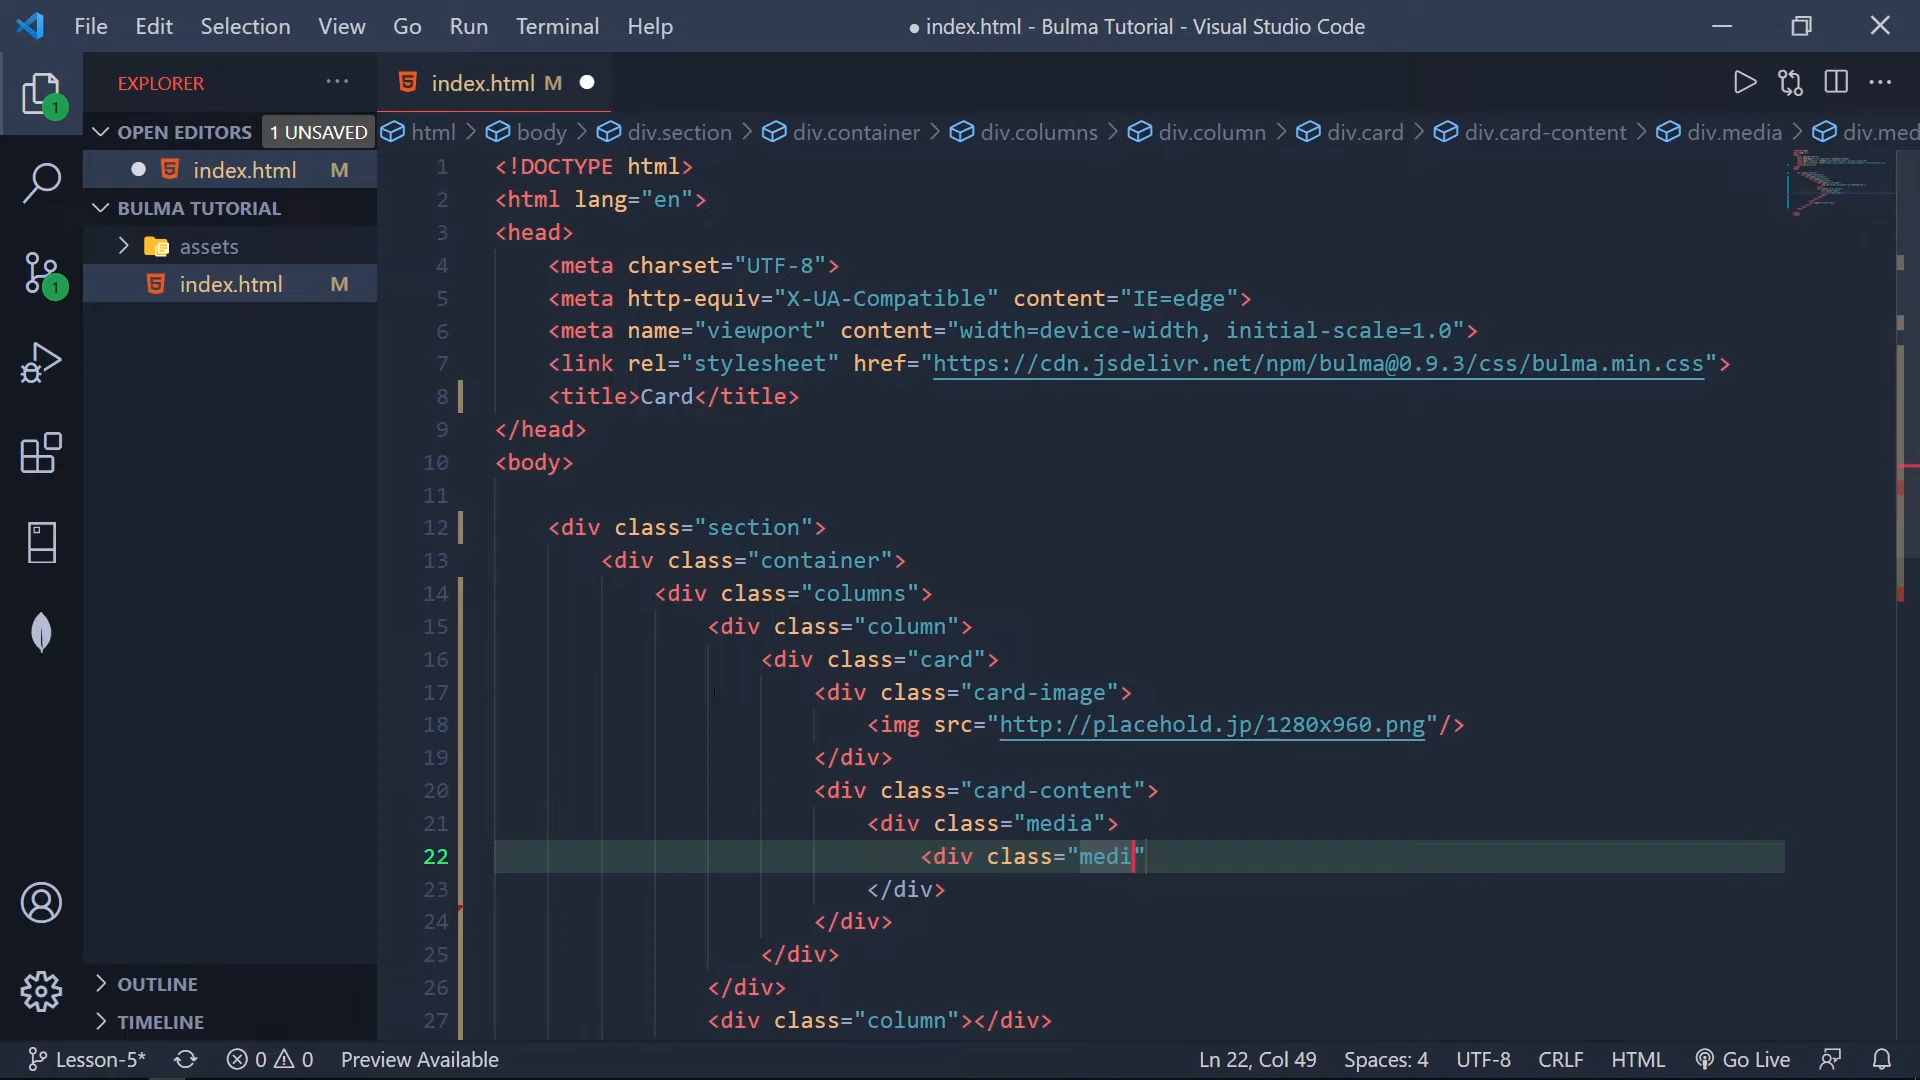 File Edit Selection View Go Run Terminal Help
● index.html - Bulma Tutorial - Visual Studio Code
EXPLORER ···
index.html M
OPEN EDITORS 1 UNSAVED
html > body > div.section > div.container > div.columns > div.column > div.card > div.card-content > div.media > div.med
index.html M
BULMA TUTORIAL
assets
index.html M
1 <!DOCTYPE html>
2 <html lang="en">
3 <head>
4 <meta charset="UTF-8">
5 <meta http-equiv="X-UA-Compatible" content="IE=edge">
6 <meta name="viewport" content="width=device-width, initial-scale=1.0">
7 <link rel="stylesheet" href="https://cdn.jsdelivr.net/npm/bulma@0.9.3/css/bulma.min.css">
8 <title>Card</title>
9 </head>
10 <body>
11
12 <div class="section">
13 <div class="container">
14 <div class="columns">
15 <div class="column">
16 <div class="card">
17 <div class="card-image">
18 <img src="http://placehold.jp/1280x960.png"/>
19 </div>
20 <div class="card-content">
21 <div class="media">
22 <div class="medi"
23 </div>
24 </div>
25 </div>
26 </div>
27 <div class="column"></div>
1
1
OUTLINE
TIMELINE
Lesson-5* 0 0 Preview Available Ln 22, Col 49 Spaces: 4 UTF-8 CRLF HTML Go Live